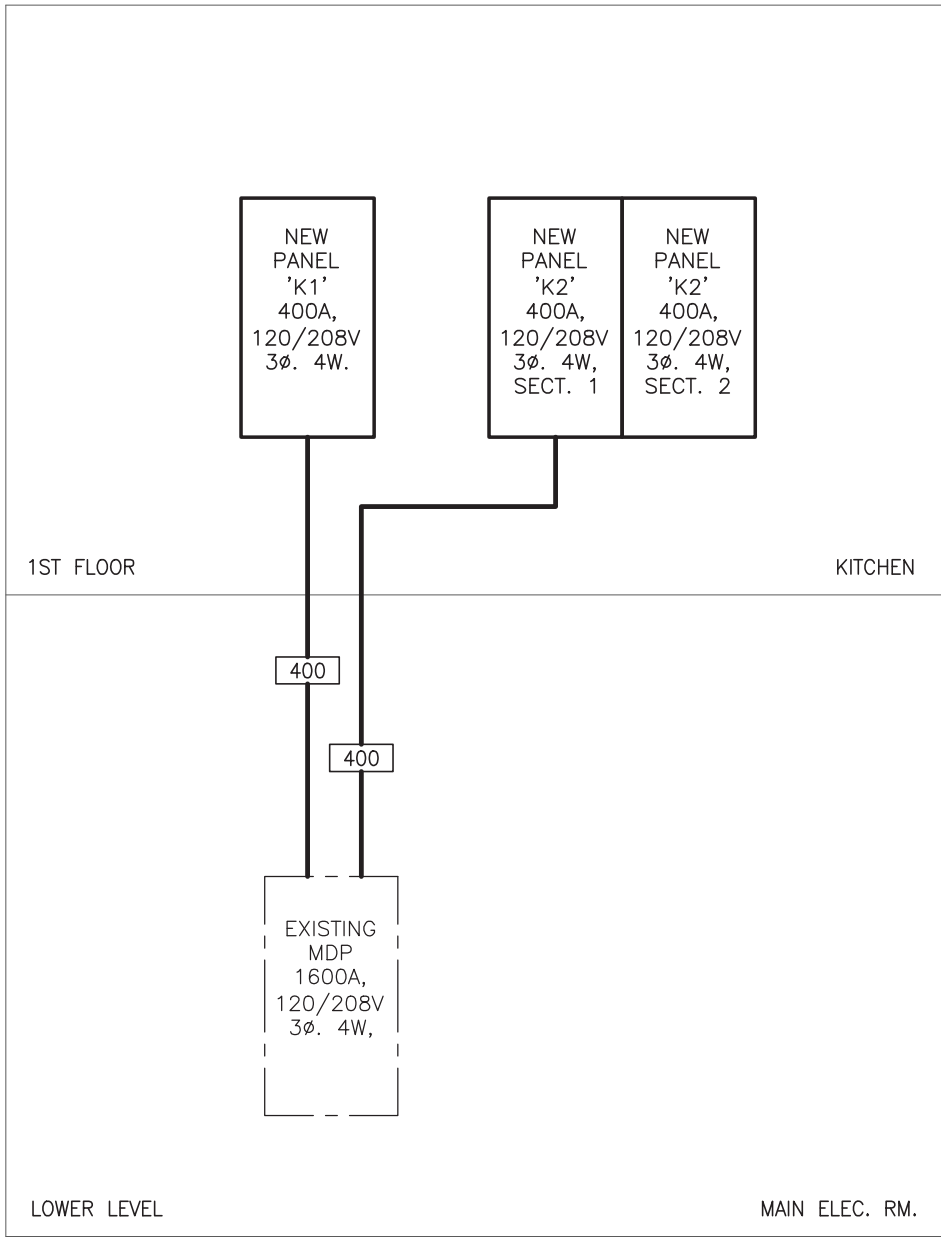 NEW
PANEL
'K1'
400A,
120/208V
3ø. 4W.
NEW
PANEL
'K2'
400A,
120/208V
3ø. 4W,
SECT. 1
NEW
PANEL
'K2'
400A,
120/208V
3ø. 4W,
SECT. 2
1ST FLOOR
KITCHEN
400
400
EXISTING
MDP
1600A,
120/208V
3ø. 4W,
LOWER LEVEL
MAIN ELEC. RM.